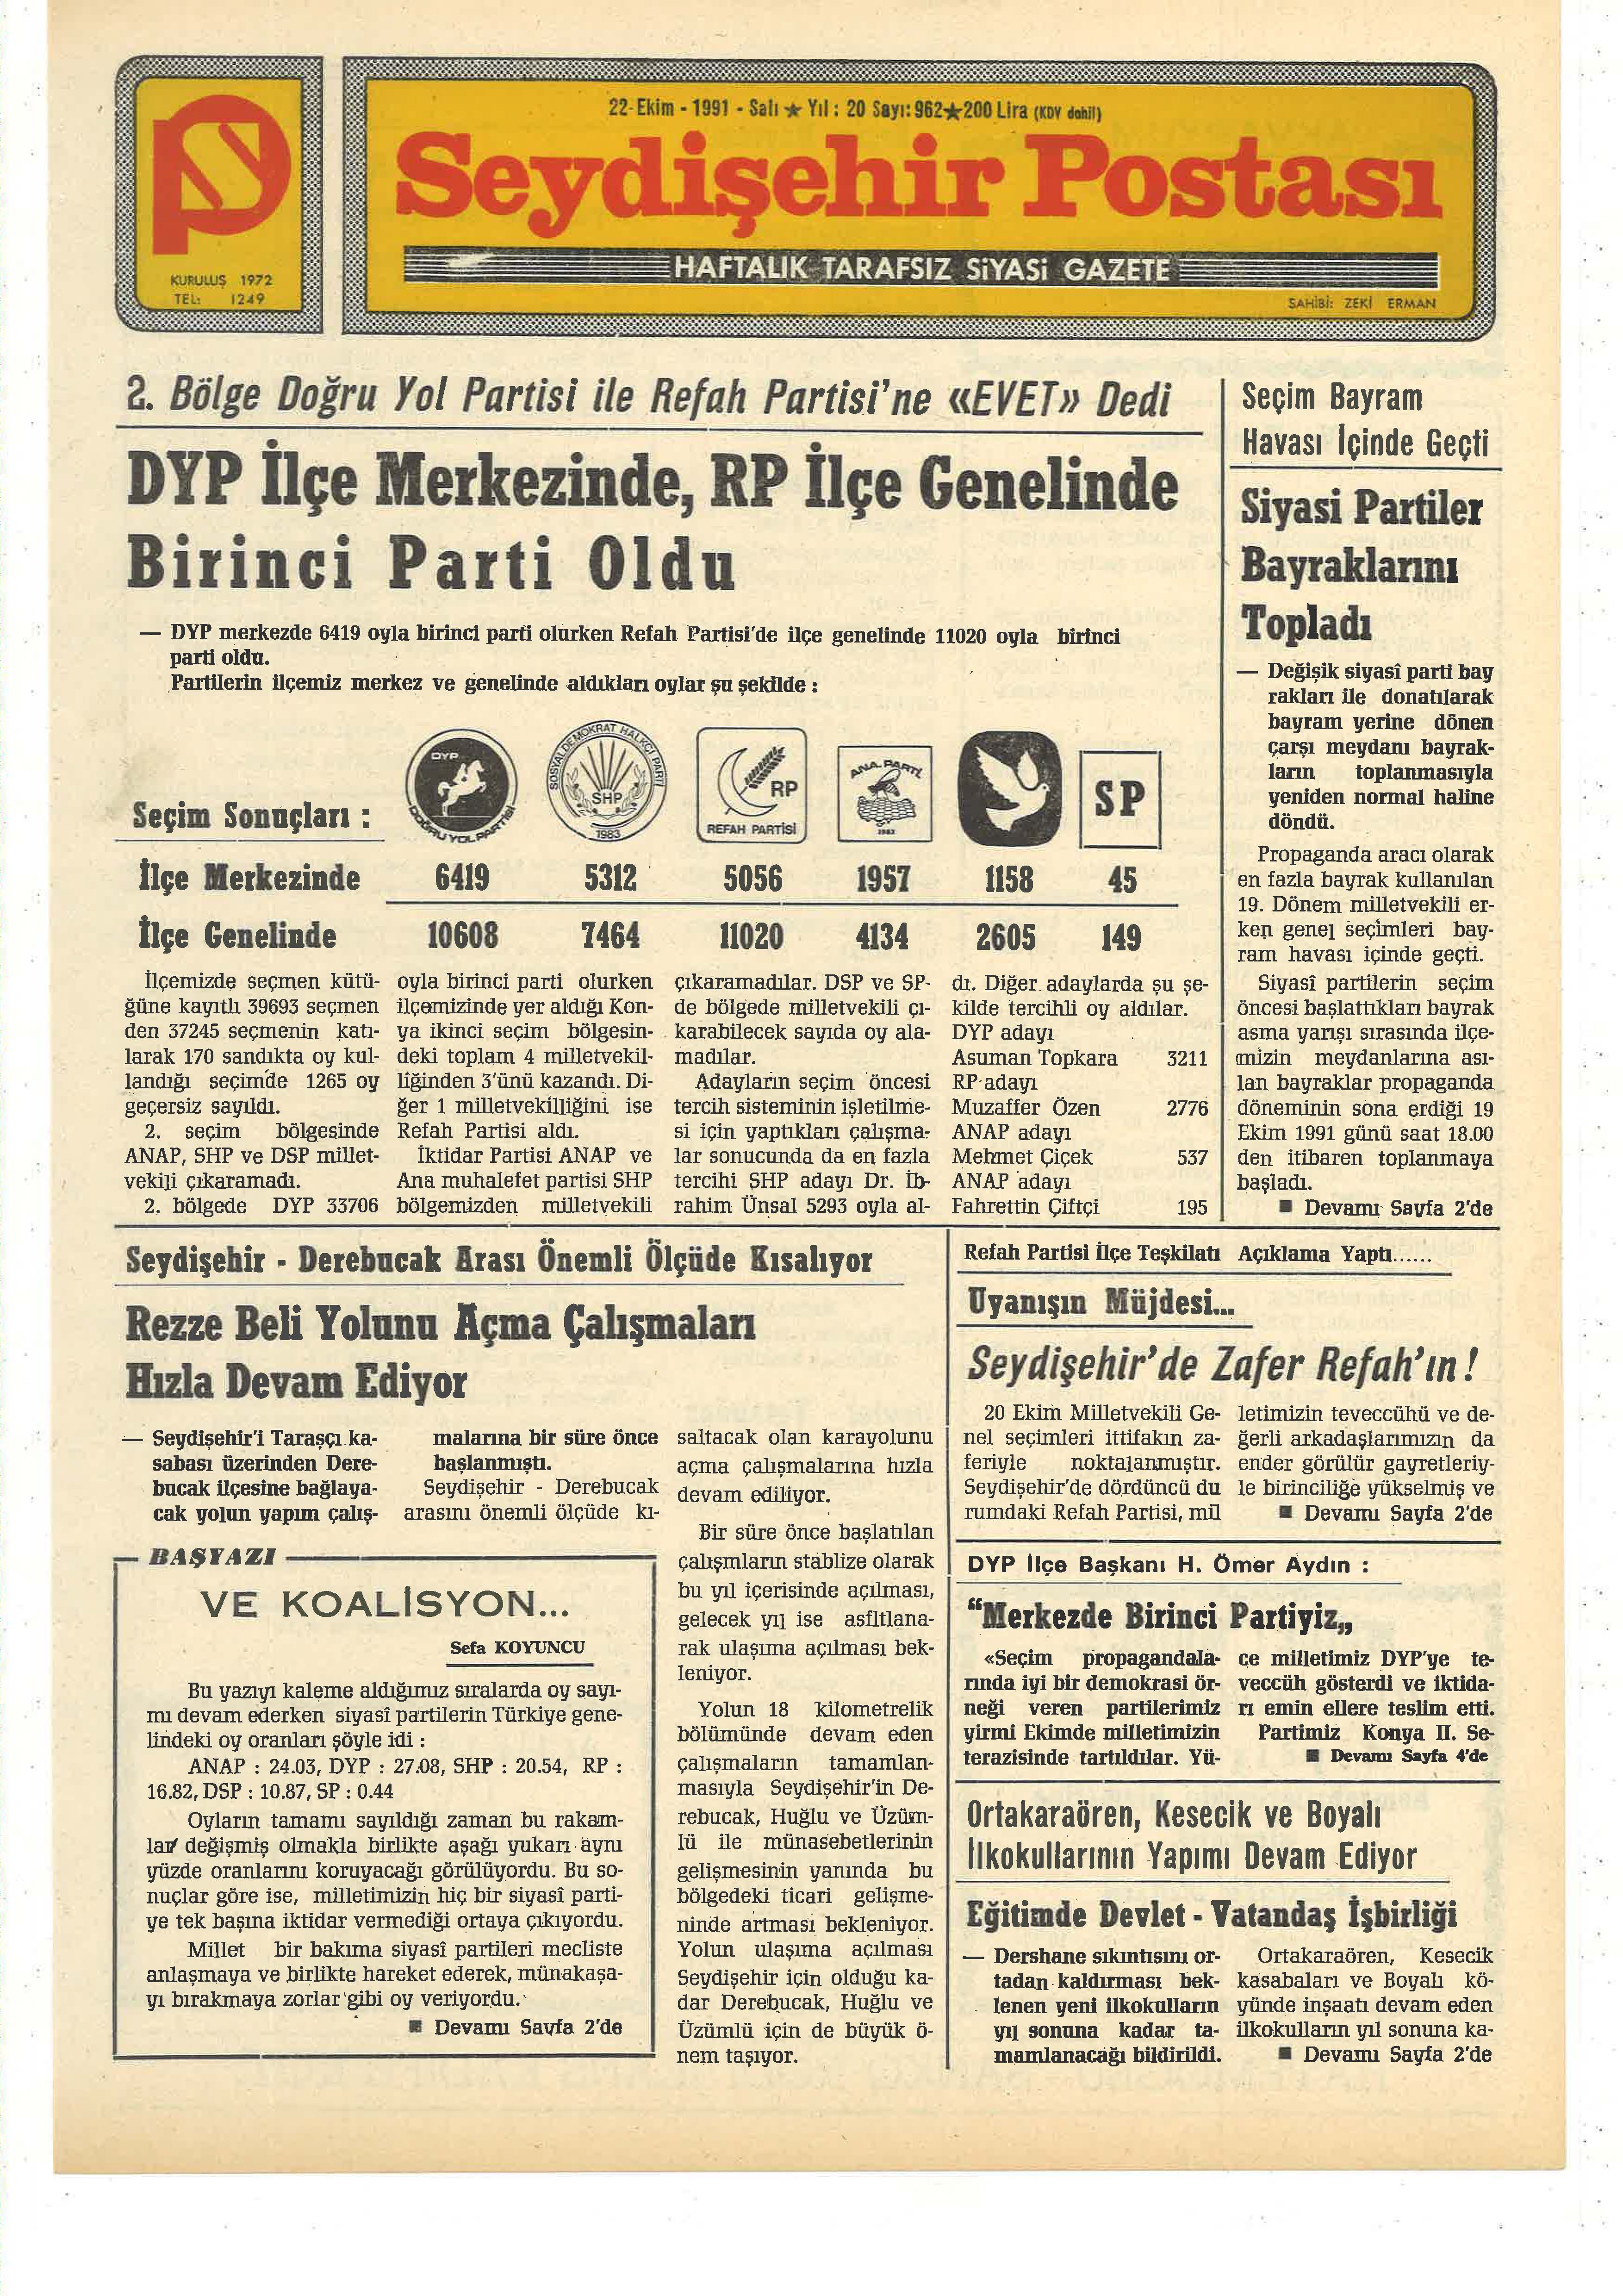 22-Ekim - 1991 - Salı ★ Yıl : 20 Sayı: 962★200 Lira (KDV dahil)
Seydişehir Postası
HAFTALIK TARAFSIZ SİYASİ GAZETE
SAHİBİ: ZEKİ ERMAN
KURULUŞ 1972
TEL: 1249
2. Bölge Doğru Yol Partisi ile Refah Partisi'ne «EVET» Dedi
DYP İlçe Merkezinde, RP İlçe Genelinde
Birinci Parti Oldu
— DYP merkezde 6419 oyla birinci parti olurken Refah Partisi'de ilçe genelinde 11020 oyla birinci
parti oldu.
Partilerin ilçemiz merkez ve genelinde aldıkları oylar şu şekilde :
DYP
DOĞRU YOL PARTİSİ
SOSYALDEMOKRAT HALKÇI PARTİ
SHP
1983
RP
REFAH PARTİSİ
ANA. PARTİ
1983
SP
Seçim Sonuçları :
İlçe Merkezinde 6419 5312 5056 1957 1158 45
İlçe Genelinde 10608 7464 11020 4134 2605 149
İlçemizde seçmen kütü-
ğüne kayıtlı 39693 seçmen
den 37245 seçmenin katı-
larak 170 sandıkta oy kul-
landığı seçimde 1265 oy
geçersiz sayıldı.
2. seçim bölgesinde
ANAP, SHP ve DSP millet-
vekili çıkaramadı.
2. bölgede DYP 33706
oyla birinci parti olurken
ilçemizinde yer aldığı Kon-
ya ikinci seçim bölgesin-
deki toplam 4 milletvekil-
liğinden 3'ünü kazandı. Di-
ğer 1 milletvekilliğini ise
Refah Partisi aldı.
İktidar Partisi ANAP ve
Ana muhalefet partisi SHP
bölgemizden milletvekili
çıkaramadılar. DSP ve SP-
de bölgede milletvekili çı-
karabilecek sayıda oy ala-
madılar.
Adayların seçim öncesi
tercih sisteminin işletilme-
si için yaptıkları çalışma-
lar sonucunda da en fazla
tercihi SHP adayı Dr. İb-
rahim Ünsal 5293 oyla al-
dı. Diğer adaylarda şu şe-
kilde tercihli oy aldılar.
DYP adayı
Asuman Topkara 3211
RP adayı
Muzaffer Özen 2776
ANAP adayı
Mehmet Çiçek 537
ANAP adayı
Fahrettin Çiftçi 195
Seçim Bayram
Havası İçinde Geçti
Siyasi Partiler
Bayraklarını
Topladı
— Değişik siyasî parti bay
rakları ile donatılarak
bayram yerine dönen
çarşı meydanı bayrak-
ların toplanmasıyla
yeniden normal haline
döndü.
Propaganda aracı olarak
en fazla bayrak kullanılan
19. Dönem milletvekili er-
ken genel seçimleri bay-
ram havası içinde geçti.
Siyasî partilerin seçim
öncesi başlattıkları bayrak
asma yarışı sırasında ilçe-
mizin meydanlarına ası-
lan bayraklar propaganda
döneminin sona erdiği 19
Ekim 1991 günü saat 18.00
den itibaren toplanmaya
başladı.
■ Devamı Sayfa 2'de
Seydişehir - Derebucak Arası Önemli Ölçüde Kısalıyor
Rezze Beli Yolunu Açma Çalışmaları
Hızla Devam Ediyor
— Seydişehir'i Taraşçı ka-
sabası üzerinden Dere-
bucak ilçesine bağlaya-
cak yolun yapım çalış-
malarına bir süre önce
başlanmıştı.
Seydişehir - Derebucak
arasını önemli ölçüde kı-
saltacak olan karayolunu
açma çalışmalarına hızla
devam ediliyor.
Bir süre önce başlatılan
çalışmların stablize olarak
bu yıl içerisinde açılması,
gelecek yıl ise asfltlana-
rak ulaşıma açılması bek-
leniyor.
Yolun 18 kilometrelik
bölümünde devam eden
çalışmaların tamamlan-
masıyla Seydişehir'in De-
rebucak, Huğlu ve Üzüm-
lü ile münasebetlerinin
gelişmesinin yanında bu
bölgedeki ticari gelişme-
ninde artması bekleniyor.
Yolun ulaşıma açılması
Seydişehir için olduğu ka-
dar Derebucak, Huğlu ve
Üzümlü için de büyük ö-
nem taşıyor.
BAŞYAZI
VE KOALİSYON...
Sefa KOYUNCU
Bu yazıyı kaleme aldığımız sıralarda oy sayı-
mı devam ederken siyasî partilerin Türkiye gene-
lindeki oy oranları şöyle idi :
ANAP : 24.03, DYP : 27.08, SHP : 20.54, RP :
16.82, DSP : 10.87, SP : 0.44
Oyların tamamı sayıldığı zaman bu rakam-
lar değişmiş olmakla birlikte aşağı yukarı aynı
yüzde oranlarını koruyacağı görülüyordu. Bu so-
nuçlar göre ise, milletimizin hiç bir siyasî parti-
ye tek başına iktidar vermediği ortaya çıkıyordu.
Millet bir bakıma siyasî partileri mecliste
anlaşmaya ve birlikte hareket ederek, münakaşa-
yı bırakmaya zorlar gibi oy veriyordu.
■ Devamı Sayfa 2'de
Refah Partisi İlçe Teşkilatı Açıklama Yaptı......
Uyanışın Müjdesi...
Seydişehir'de Zafer Refah'ın !
20 Ekim Milletvekili Ge-
nel seçimleri ittifakın za-
feriyle noktalanmıştır.
Seydişehir'de dördüncü du
rumdaki Refah Partisi, mil
letimizin teveccühü ve de-
ğerli arkadaşlarımızın da
ender görülür gayretleriy-
le birinciliğe yükselmiş ve
■ Devamı Sayfa 2'de
DYP İlçe Başkanı H. Ömer Aydın :
“Merkezde Birinci Partiyiz„
«Seçim propagandala-
rında iyi bir demokrasi ör-
neği veren partilerimiz
yirmi Ekimde milletimizin
terazisinde tartıldılar. Yü-
ce milletimiz DYP'ye te-
veccüh gösterdi ve iktida-
rı emin ellere teslim etti.
Partimiz Konya II. Se-
■ Devamı Sayfa 4'de
Ortakaraören, Kesecik ve Boyalı
İlkokullarının Yapımı Devam Ediyor
Eğitimde Devlet - Vatandaş İşbirliği
— Dershane sıkıntısını or-
tadan kaldırması bek-
lenen yeni ilkokulların
yıl sonuna kadar ta-
mamlanacağı bildirildi.
Ortakaraören, Kesecik
kasabaları ve Boyalı kö-
yünde inşaatı devam eden
ilkokulların yıl sonuna ka-
■ Devamı Sayfa 2'de